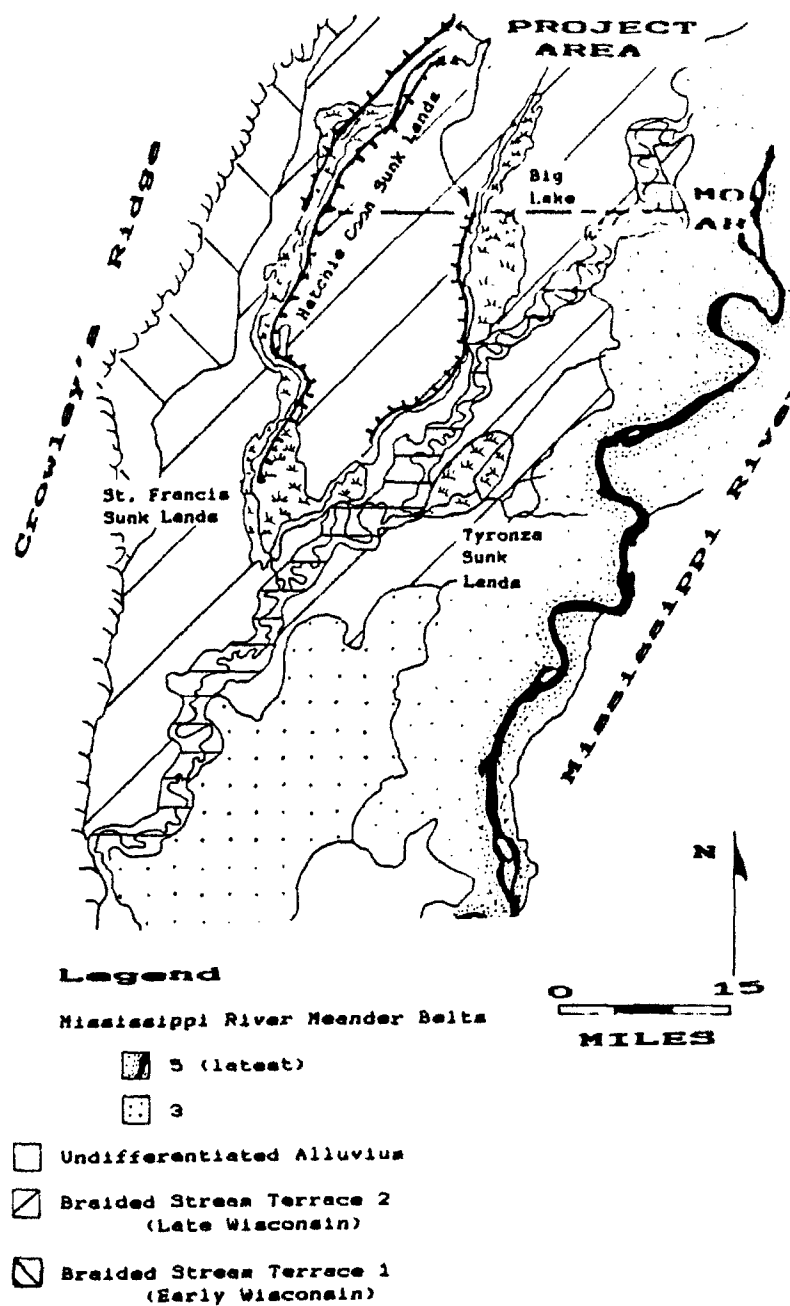 PROJECT
AREA
Big
Lake
MO
AR
Hatchie Coon Sunk Lands
Crowley's Ridge
St. Francis
Sunk Lands
Tyronza
Sunk
Lands
Mississippi River
N
Legend
0 15
MILES
Mississippi River Meander Belts
5 (latest)
3
Undifferentiated Alluvium
Braided Stream Terrace 2
(Late Wisconsin)
Braided Stream Terrace 1
(Early Wisconsin)